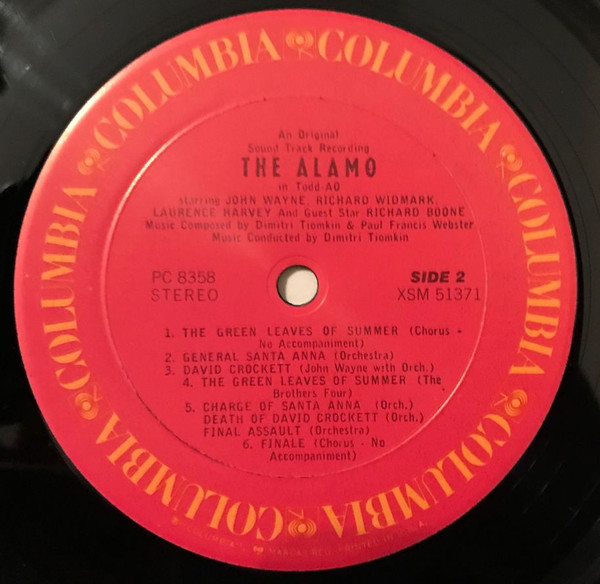 COLUMBIA COLUMBIA COLUMBIA COLUMBIA COLUMBIA COLUMBIA
An Original
Sound Track Recording
THE ALAMO
in Todd-AO
starring JOHN WAYNE, RICHARD WIDMARK,
LAURENCE HARVEY And Guest Star RICHARD BOONE
Music Composed by Dimitri Tiomkin & Paul Francis Webster
Music Conducted by Dimitri Tiomkin
PC 8358 SIDE 2
STEREO XSM 51371
1. THE GREEN LEAVES OF SUMMER (Chorus -
No Accompaniment)
2. GENERAL SANTA ANNA (Orchestra)
3. DAVID CROCKETT (John Wayne with Orch.)
4. THE GREEN LEAVES OF SUMMER (The
Brothers Four)
5. CHARGE OF SANTA ANNA (Orch.)
DEATH OF DAVID CROCKETT (Orch.)
FINAL ASSAULT (Orchestra)
6. FINALE (Chorus - No
Accompaniment)
MARCAS REG. PRINTED IN U.S.A.